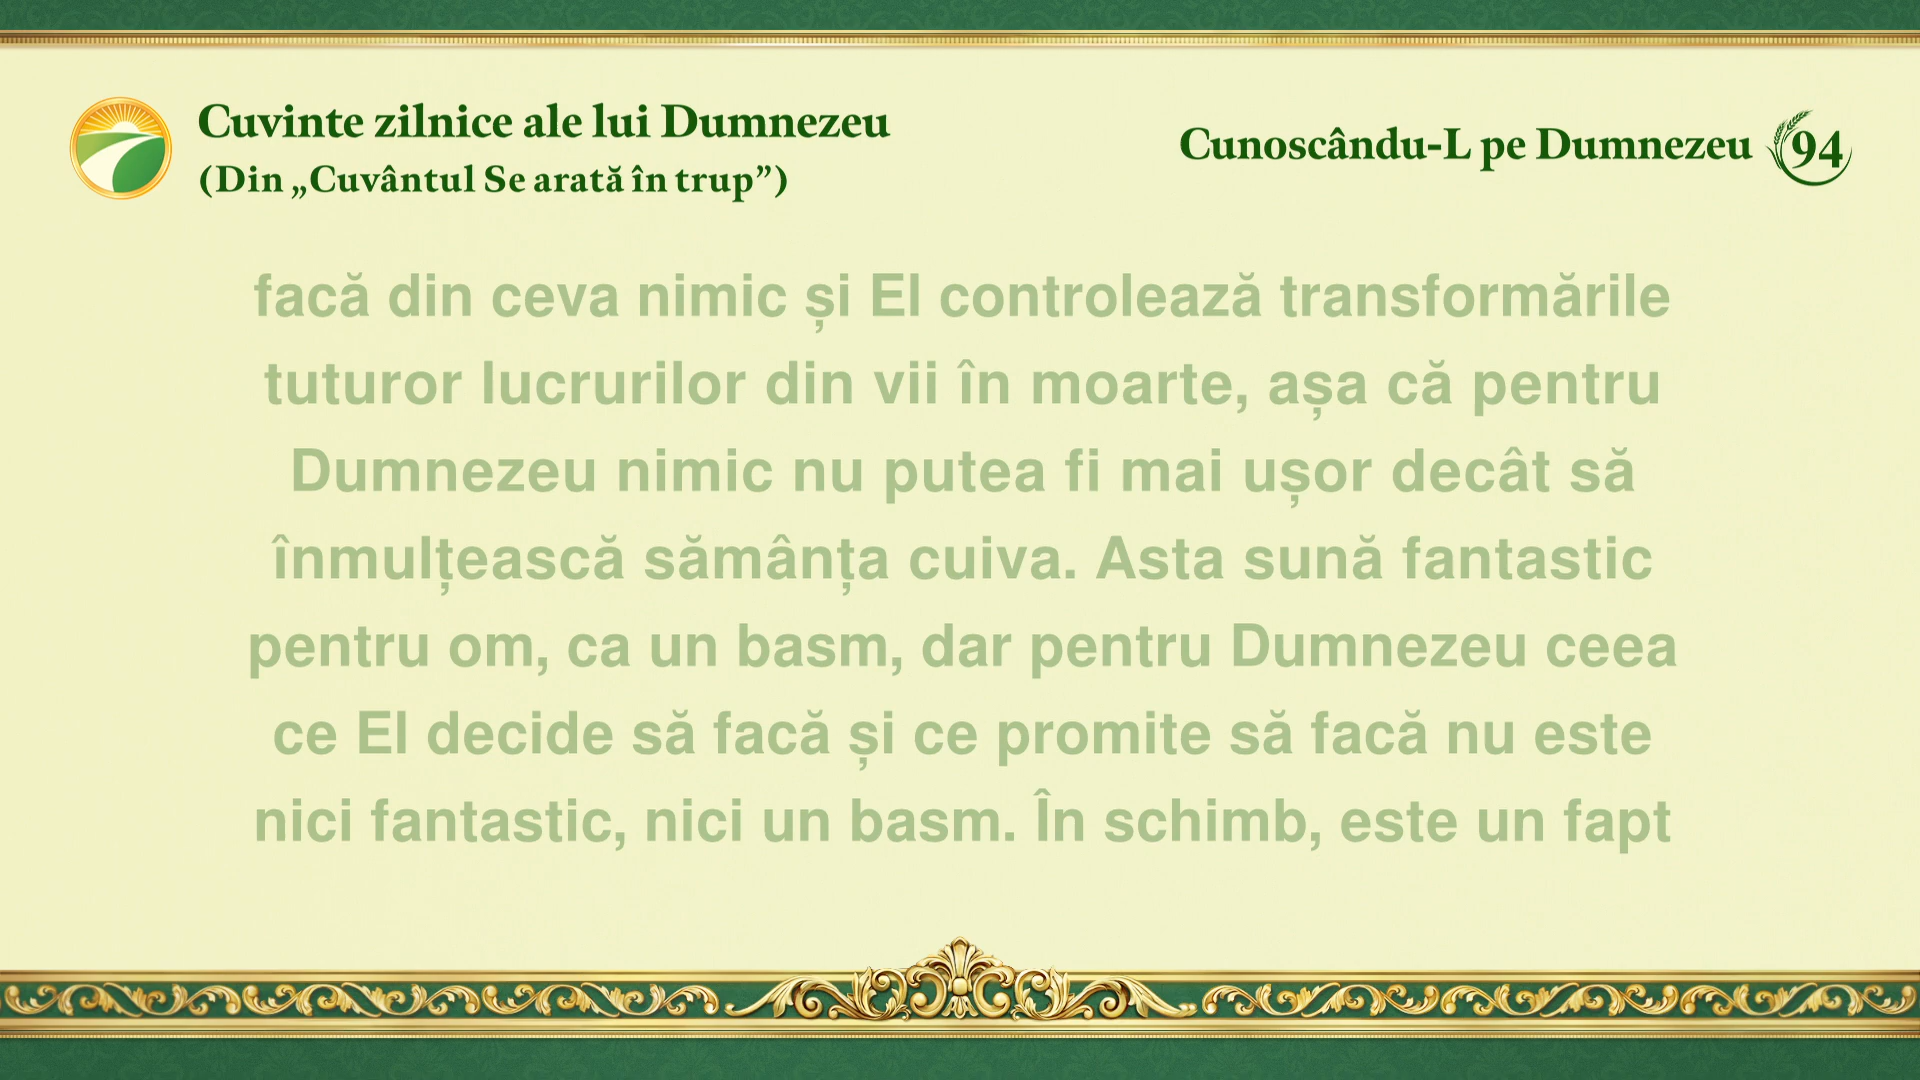 Cuvinte zilnice ale lui Dumnezeu
(Din „Cuvântul Se arată în trup”)
Cunoscându-L pe Dumnezeu 94
facă din ceva nimic și El controlează transformările
tuturor lucrurilor din vii în moarte, așa că pentru
Dumnezeu nimic nu putea fi mai ușor decât să
înmulțească sămânța cuiva. Asta sună fantastic
pentru om, ca un basm, dar pentru Dumnezeu ceea
ce El decide să facă și ce promite să facă nu este
nici fantastic, nici un basm. În schimb, este un fapt